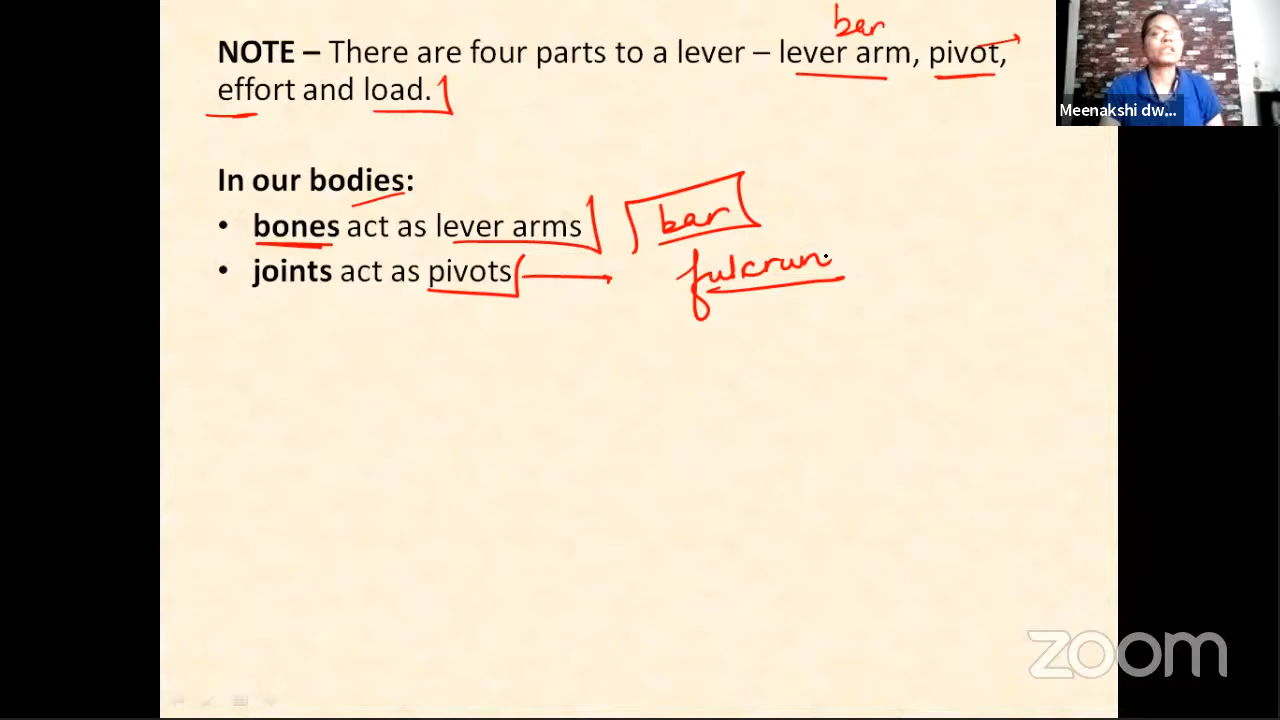 bar
NOTE – There are four parts to a lever – lever arm, pivot,
effort and load.
Meenakshi dw...
In our bodies:
• bones act as lever arms bar
• joints act as pivots fulcrum
zoom